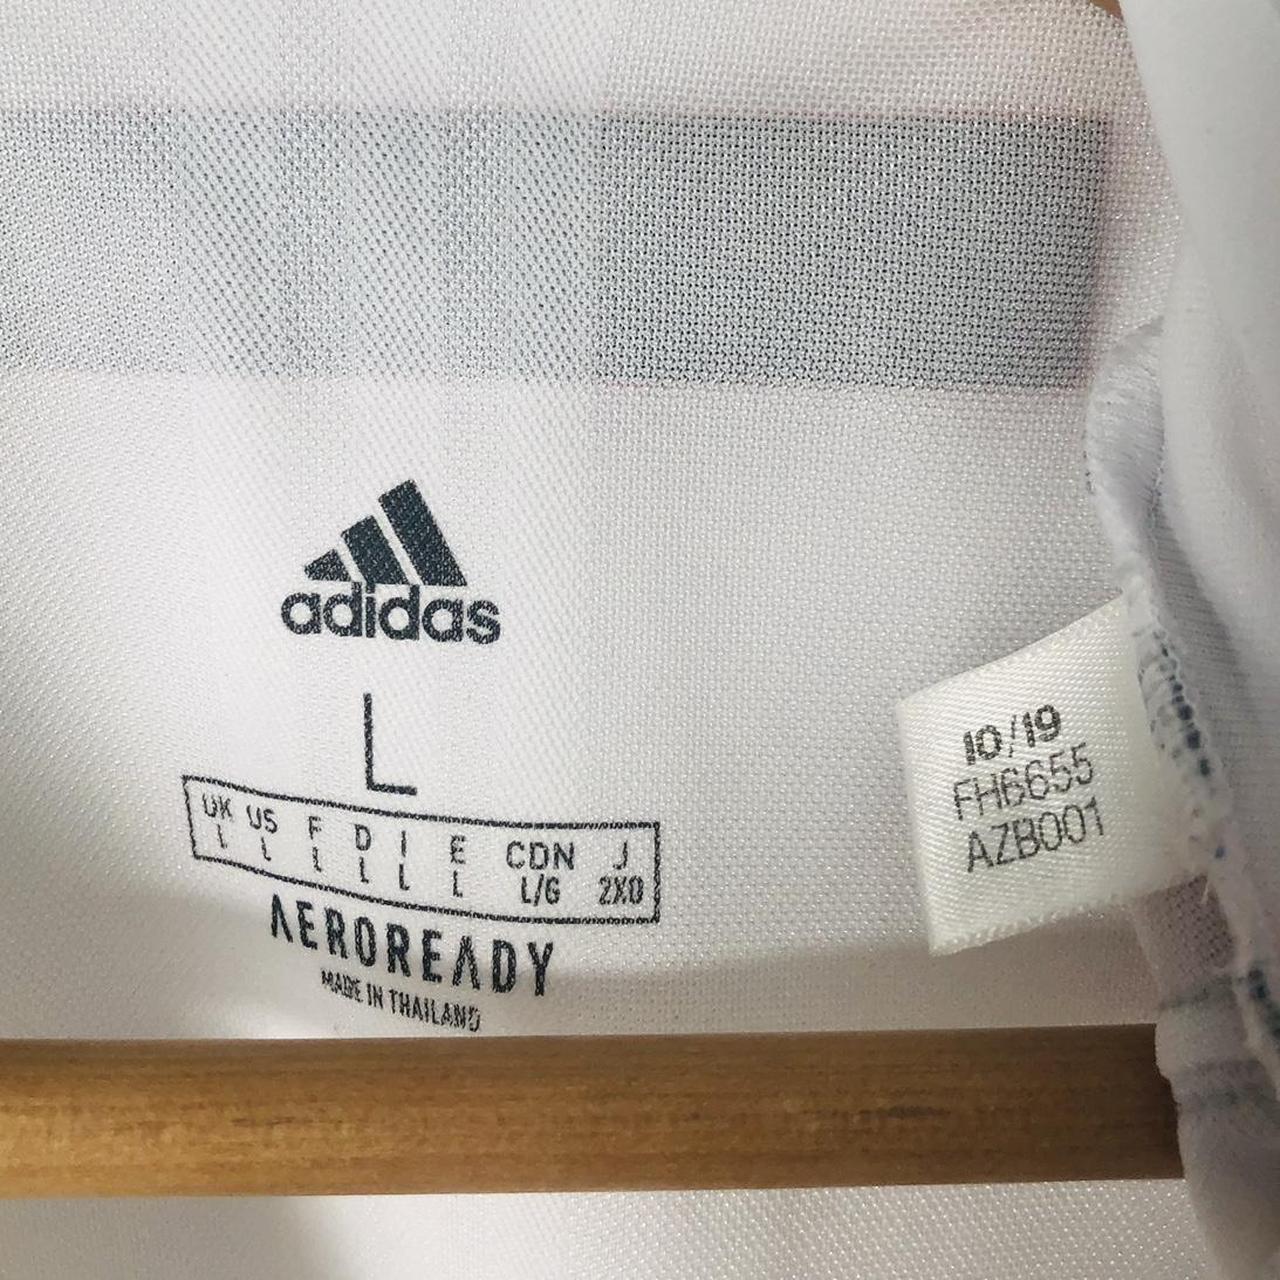 adidas
L
UK US F D I E CDN J
L L L L L L L/G 2XO
AEROREADY
MADE IN THAILAND
10/19
FH6655
AZB001